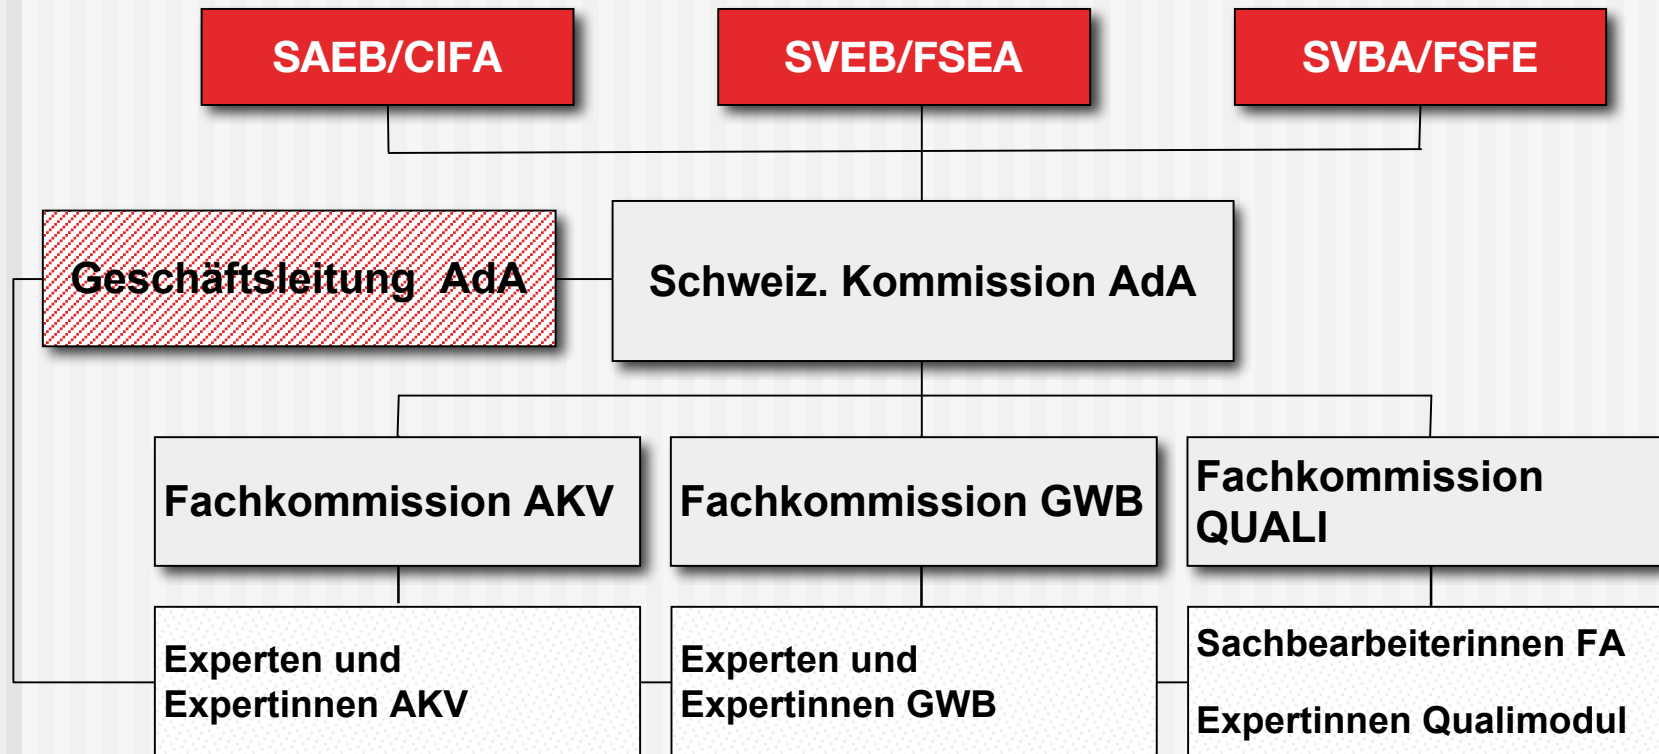 SAEB/CIFA
SVEB/FSEA
SVBA/FSFE
Geschäftsleitung AdA
Schweiz. Kommission AdA
Fachkommission AKV
Fachkommission GWB
Fachkommission
QUALI
Experten und
Expertinnen AKV
Experten und
Expertinnen GWB
Sachbearbeiterinnen FA
Expertinnen Qualimodul